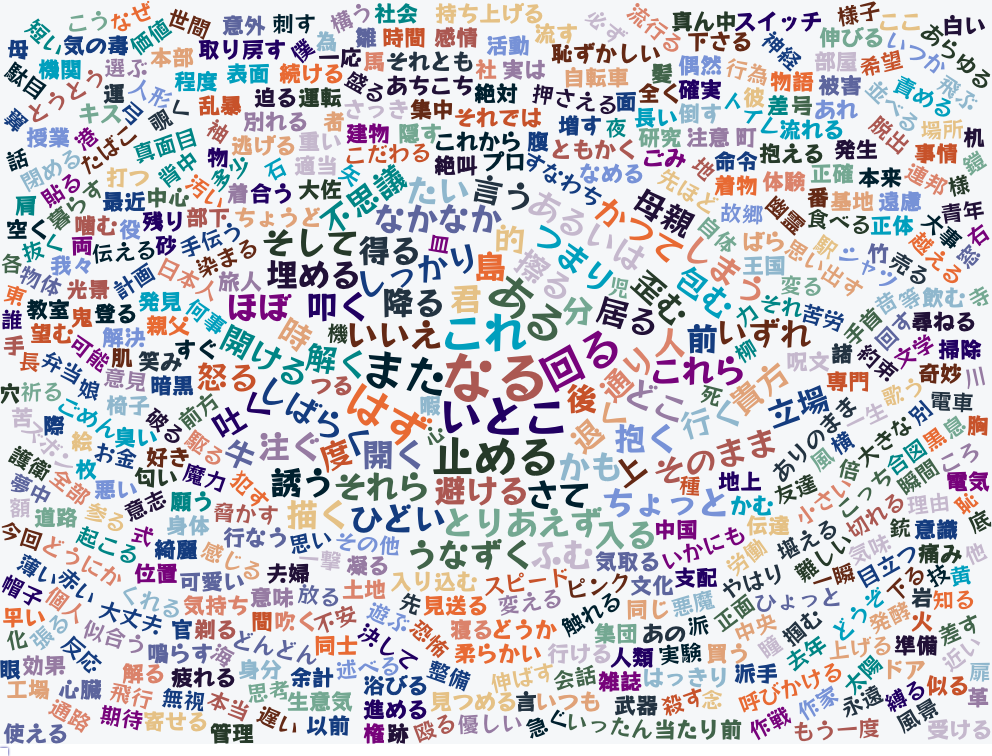 短い こう なぜ 世間 意外 刺す 構う 社会 持ち上げる 流す 必ず 流行る 真ん中 スイッチ 様子 ここ 白い
母 気の毒 価値 取り戻す 僕 為 雛 時間 感情 活動 恥ずかしい 下さる 神経 伸びる いつか あらゆる
駄目 機関 選ぶ 本部 程度 表面 続ける 一応 馬 それとも 社 実は 自転車 髪 偶然 行為 物語 部屋 希望 被害 責める 飛ぶ
翼 とうとう 運 人形 覗く 乱暴 迫る 運転 盛る あちこち 絶対 押さえる 面 全く 確実 人 彼 差号 あれ 並べる
授業 港 キス 袖 別れる 者 さっき 集中 それでは 増す 夜 長い 倒す 流れる 脱出 場所 机
話 閉める たばこ 真面目 当中 物 逃げる 重い 建物 隠す これから 腹 ともかく 研究 注意 町 命令 抱える 発生 事情 鏡
肩 貼る 打つ 汚い 多少 石 適当 矢 こだわる 絶叫 プロ すなわち なめる ごみ 地 先ほど 着物 体験 正確 本来 連邦 様
空く 暮らす 最近 中心 着合う 大佐 不思議 たい 言う あるいは かつて 母親 故郷 幽霊 番 基地 遠慮 青年
抜く 噛む 役 残り 部下 ちょうど なかなか 的 つまり しまう 自体 ばら 食べる 正体 大事 右
各 我々 両 伝える 砂 手伝う 染まる そして 得る 皿 しっかり 島 擦る 児 歪む 包む 王国 思い出す 駅 シャツ 竹 売る 越える
東 物体 光景 計画 日本人 旅人 埋める 降る 君 ある 分 居る 力 それ 変る 苦労 苗 等 飲む 寺
誰 教室 鬼 登る 発見 何事 ほぼ 叩く いいえ これ 前 いずれ 手首 回す 尋ねる
手 望む 可能 解決 親父 すぐ 開ける 時 機 解く また なる 回る 通り 人 これら 柳 呪文 諸 約束 文学 掃除
長 弁当 娘 意見 肌 笑み 暗黒 怒る つる 暇 はず いとこ 後 どこ 死 貴方 専門 奇妙 川
穴 祈る ごめん 椅子 破る 前方 吐く しばらく 心 退く 行く 立場 ありのまま 一生 歌う 別 電車
苦 ズボン 際 絵 臭い お金 好き 殴る 牛 注ぐ 度 開く 止める かも 抱く 上 そのまま 風 横 倍 大きな 合図 黒 息 胸
護衛 枚 匂い 魔力 犯す 誘う それら 避ける さて 種 地上 友達 こっち 瞬間 ころ 電気
夢中 全部 悪い 意志 願う 脅かす 描く ひどい とりあえず ちょっと かむ 小さい 切れる 理由 恥
額 道路 参る 式 身体 行なう 思い その他 うなずく ふむ 入る 中国 伝達 堪える 気味 銃 意識 底
今回 どうにか 起こる 綺麗 感じる 一撃 凝る 気取る いかにも 労働 難しい 一瞬 目立つ 痛み 他
帽子 薄い 赤い 位置 可愛い 夫婦 入り込む スピード ピンク 文化 支配 やはり 下る 技 黄
早い 個人 大丈夫 くれる 気持ち 意味 放る 土地 先 見送る 変える 触れる 同じ 悪魔 正面 ひょっと どうぞ 発酵 岩 知る
化 張る 似合う 官 剃る 間 吹く 不安 遊ぶ 恐怖 寝る どうか 集団 あの 派 中央 瞳 掴む 去年 上げる 火 準備 差す
眼 効果 反応 鳴らす 海 どんどん 同士 決して 柔らかい 行ける 人類 実験 買う 太陽 ドア 近い 扉
工場 心臓 解る 疲れる 身分 余計 述べる 浴びる 整備 伸ばす 会話 雑誌 はっきり 派手 呼びかける 作家 永遠 縛る 似る 革
通路 飛行 無視 本当 思考 生意気 進める 見つめる 言 いつも 武器 殺す 念 作戦 風景
使える 期待 寄せる 管理 遅い 以前 権 跡 殴る 優しい 急ぐ いったん 当たり前 もう一度 受ける